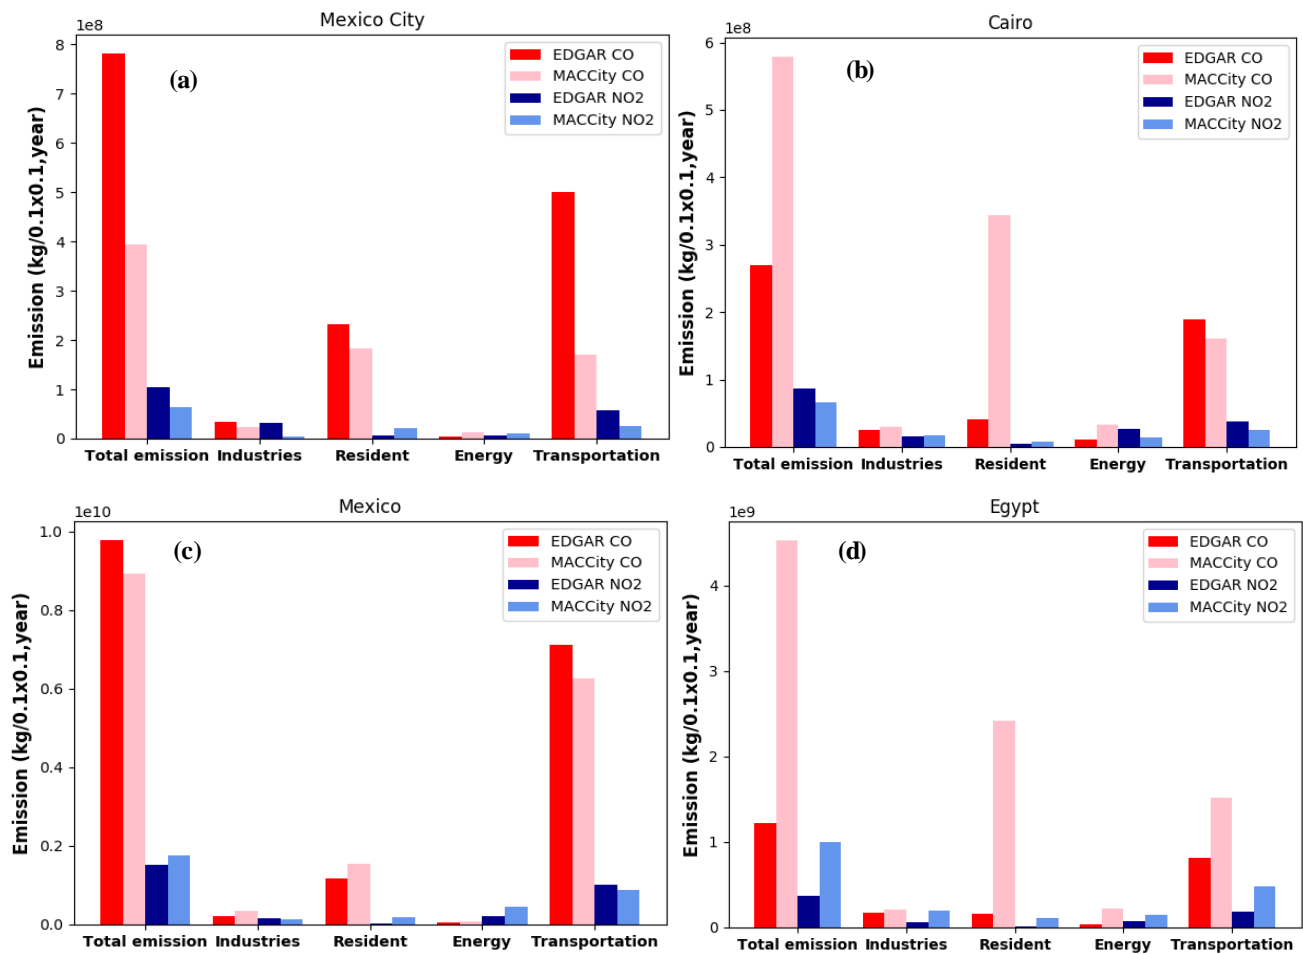 Mexico City
1e8
(a)
EDGAR CO
MACCity CO
EDGAR NO2
MACCity NO2
Emission (kg/0.1x0.1,year)
8
7
6
5
4
3
2
1
0
Total emission Industries Resident Energy Transportation
Cairo
1e8
(b)
EDGAR CO
MACCity CO
EDGAR NO2
MACCity NO2
Emission (kg/0.1x0.1,year)
6
5
4
3
2
1
0
Total emission Industries Resident Energy Transportation
Mexico
1e10
(c)
EDGAR CO
MACCity CO
EDGAR NO2
MACCity NO2
Emission (kg/0.1x0.1,year)
1.0
0.8
0.6
0.4
0.2
0.0
Total emission Industries Resident Energy Transportation
Egypt
1e9
(d)
EDGAR CO
MACCity CO
EDGAR NO2
MACCity NO2
Emission (kg/0.1x0.1,year)
4
3
2
1
0
Total emission Industries Resident Energy Transportation